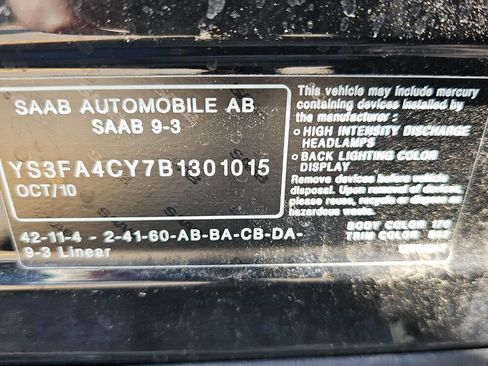 SAAB AUTOMOBILE AB
SAAB 9-3
YS3FA4CY7B1301015
OCT/10
42-11-4 - 2-41-60-AB-BA-CB-DA-
9-3 Linear
This vehicle may include mercury
containing devices installed by
the manufacturer :
○ HIGH INTENSITY DISCHARGE
HEADLAMPS
○ BACK LIGHTING COLOR
DISPLAY
Remove devices before vehicle
disposal. Upon removal of devices
please reuse, recycle or dispose as
hazardous waste.
BODY COLOR 170
TRIM COLOR